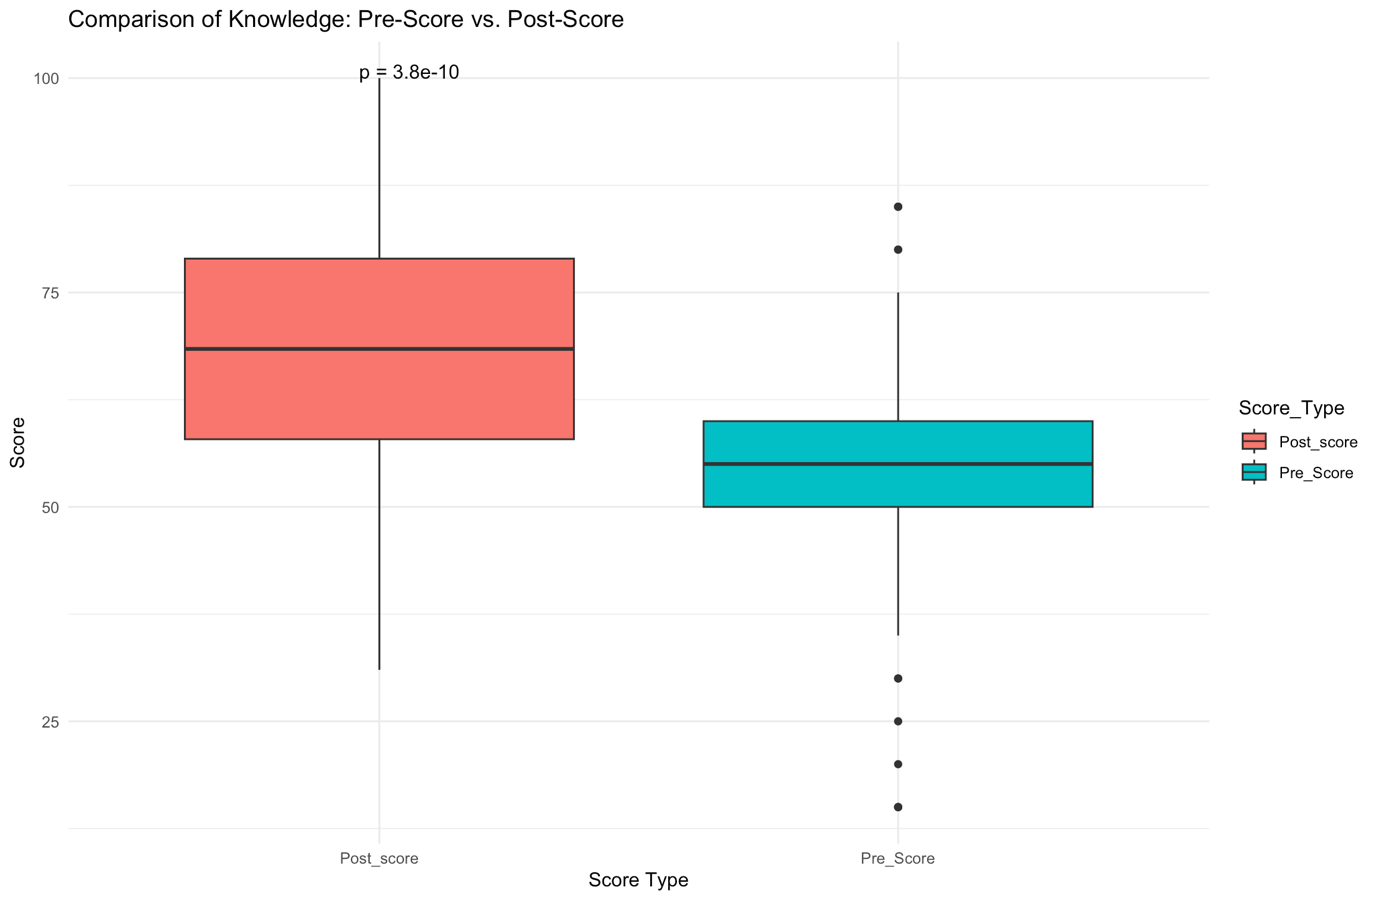 Comparison of Knowledge: Pre-Score vs. Post-Score
p = 3.8e-10
100
75
50
25
Score
Post_score
Pre_Score
Score Type
Score_Type
Post_score
Pre_Score